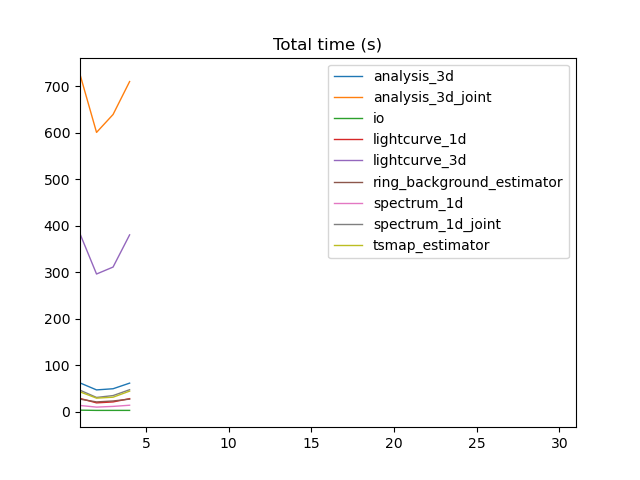 Total time (s)
700
600
500
400
300
200
100
0
5
10
15
20
25
30
analysis_3d
analysis_3d_joint
io
lightcurve_1d
lightcurve_3d
ring_background_estimator
spectrum_1d
spectrum_1d_joint
tsmap_estimator